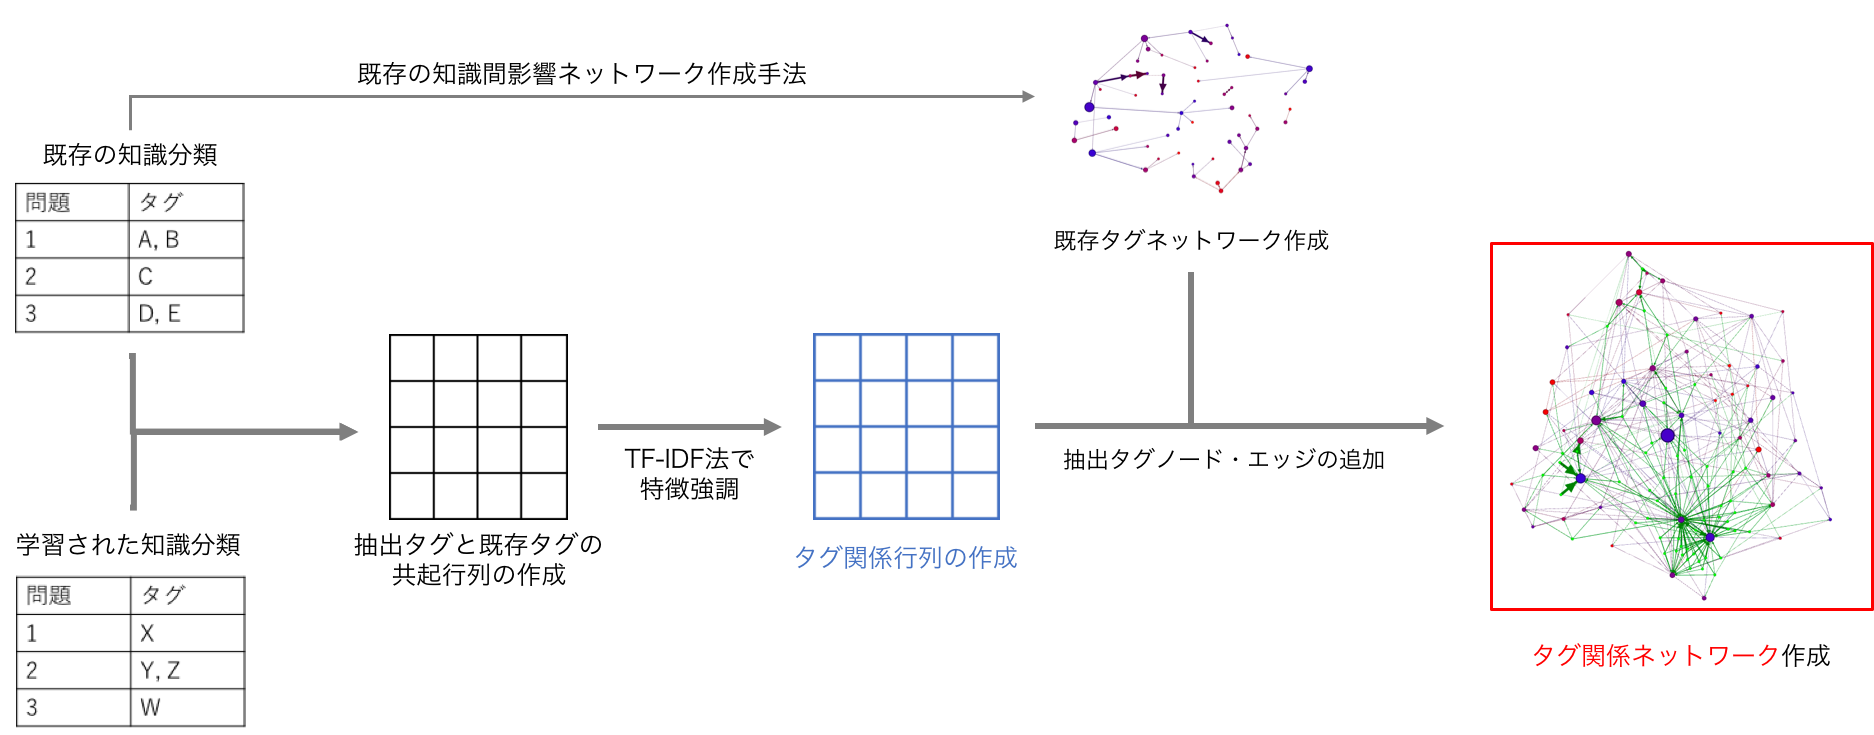 既存の知識間影響ネットワーク作成手法
既存の知識分類
問題 タグ
1 A, B
2 C
3 D, E
既存タグネットワーク作成
TF-IDF法で
特徴強調
抽出タグノード・エッジの追加
学習された知識分類
問題 タグ
1 X
2 Y, Z
3 W
抽出タグと既存タグの
共起行列の作成
タグ関係行列の作成
タグ関係ネットワーク作成